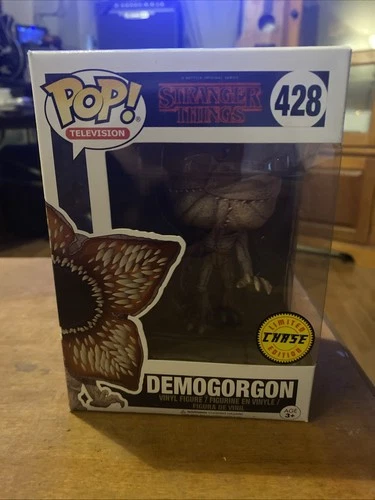 POP!
TELEVISION
A NETFLIX ORIGINAL SERIES
STRANGER
THINGS
428
LIMITED
CHASE
EDITION
DEMOGORGON
VINYL FIGURE / FIGURINE EN VINYLE /
FIGURA DE VINIL
AGE
3+